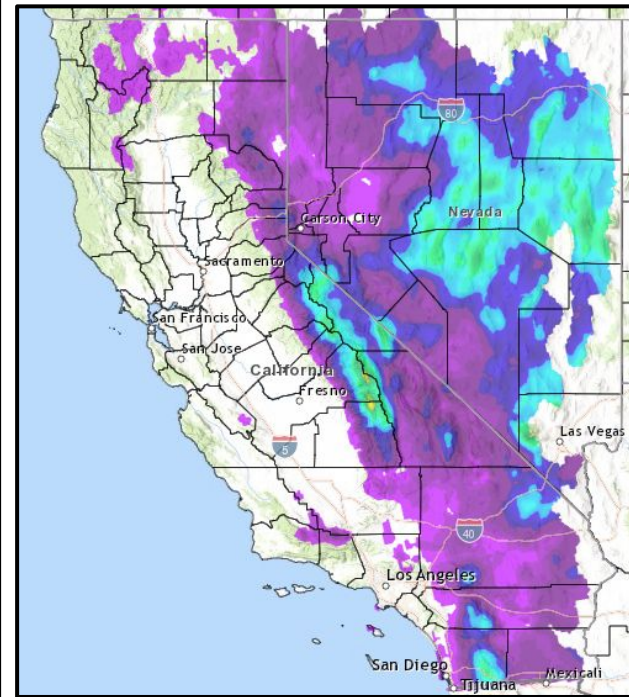 80
Nevada
Carson City
Sacramento
San Francisco
San Jose
California
Fresno
5
Las Vegas
40
Los Angeles
San Diego
Tijuana
Mexicali